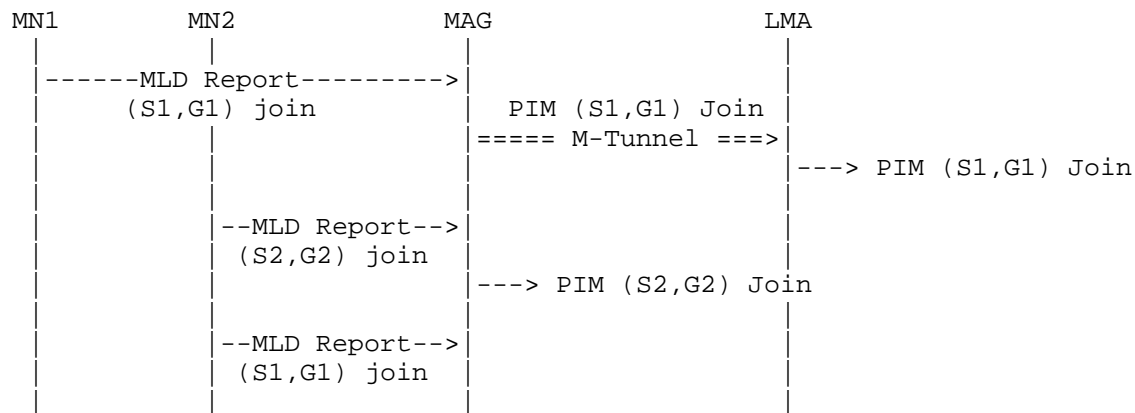 MN1 MN2 MAG LMA
------MLD Report--------->
(S1,G1) join PIM (S1,G1) Join
===== M-Tunnel ===>
---> PIM (S1,G1) Join
--MLD Report-->
(S2,G2) join
---> PIM (S2,G2) Join
--MLD Report-->
(S1,G1) join